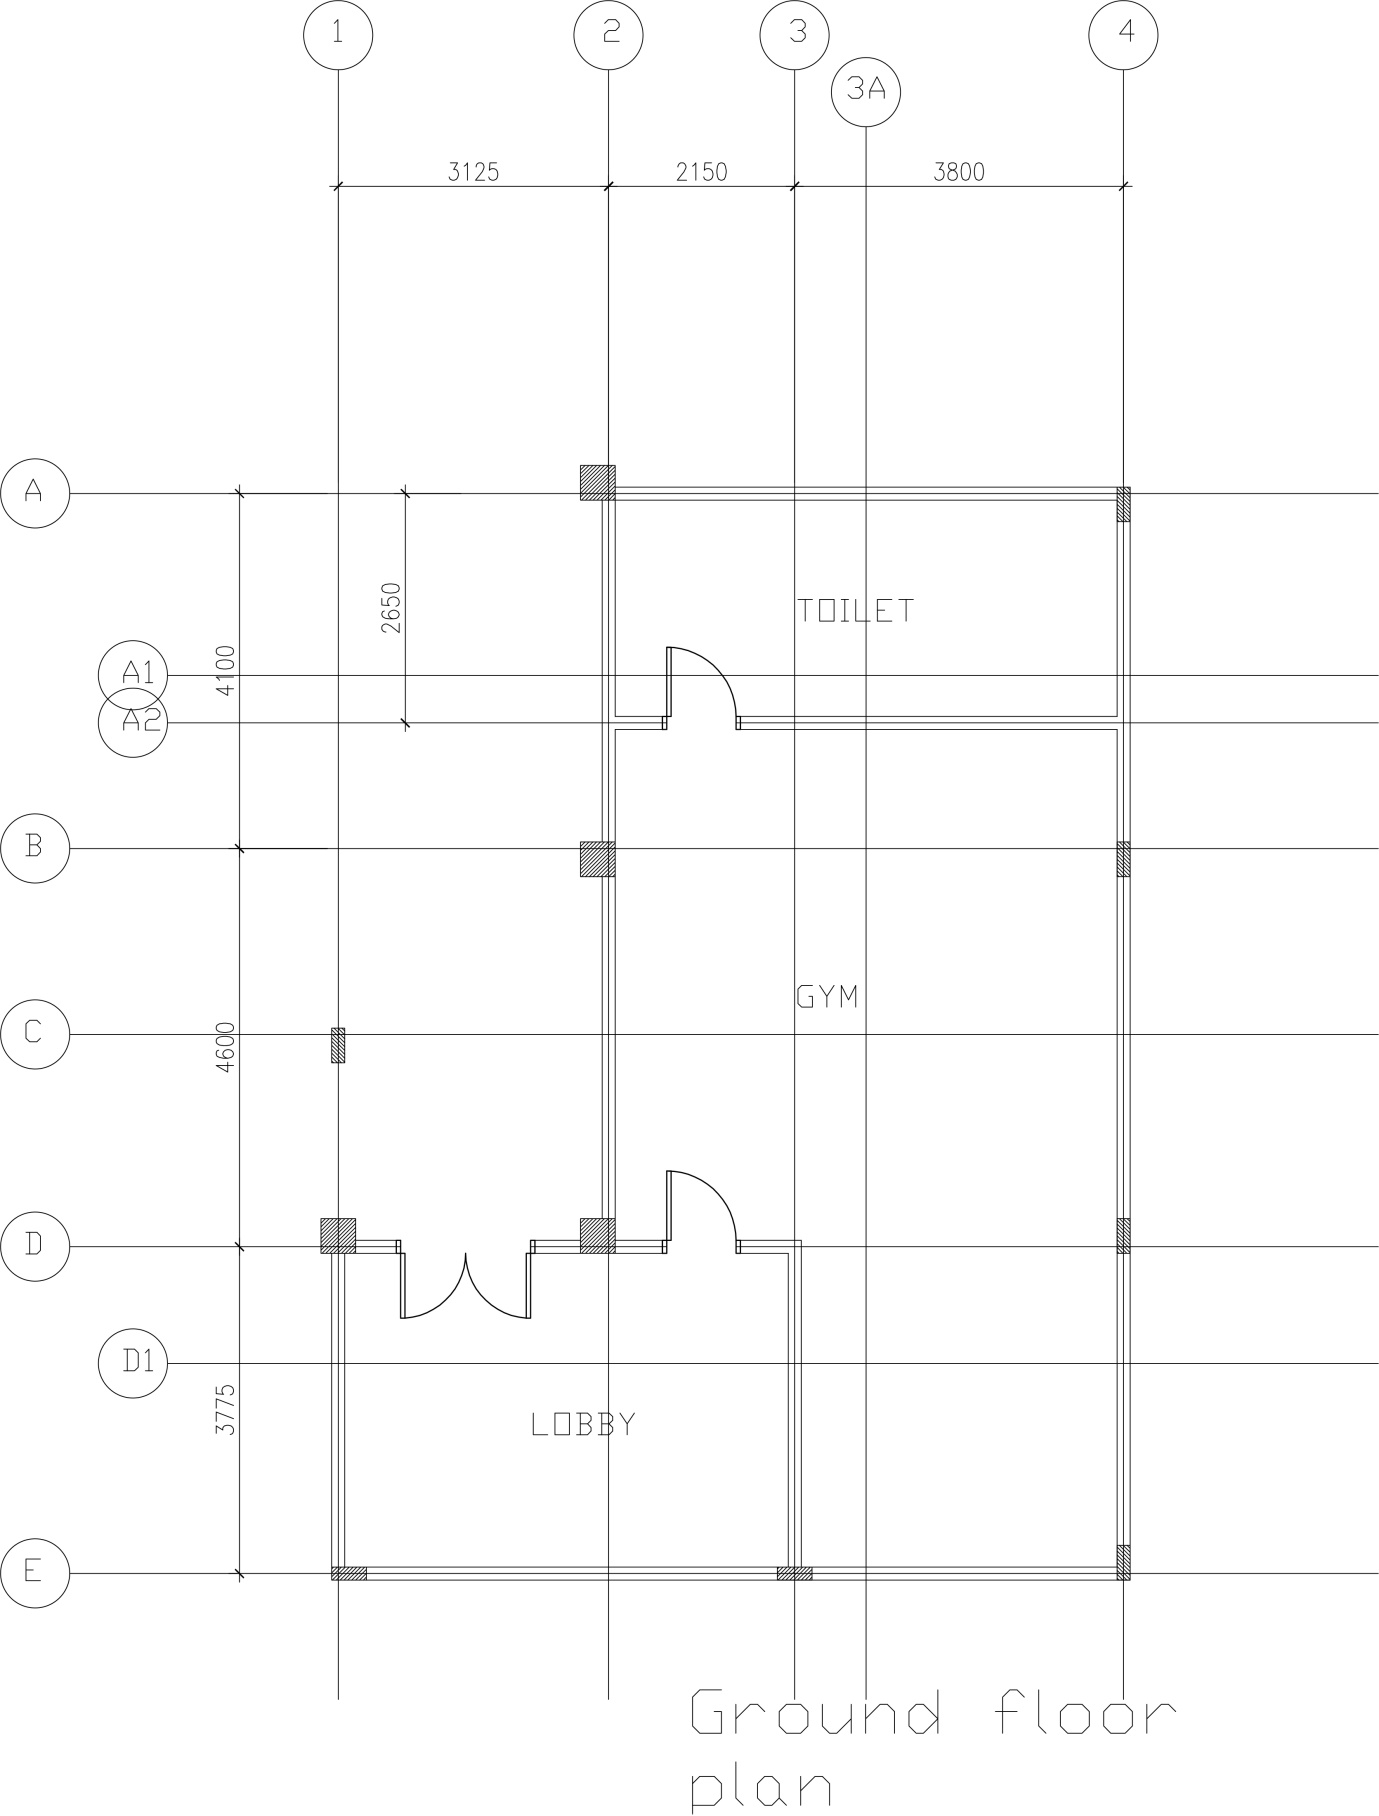 1
2
3
4
3A
3125
2150
3800
A
2650
TOILET
4100
A1
A2
B
GYM
C
4600
D
D1
3775
LOBBY
E
Ground floor
plan